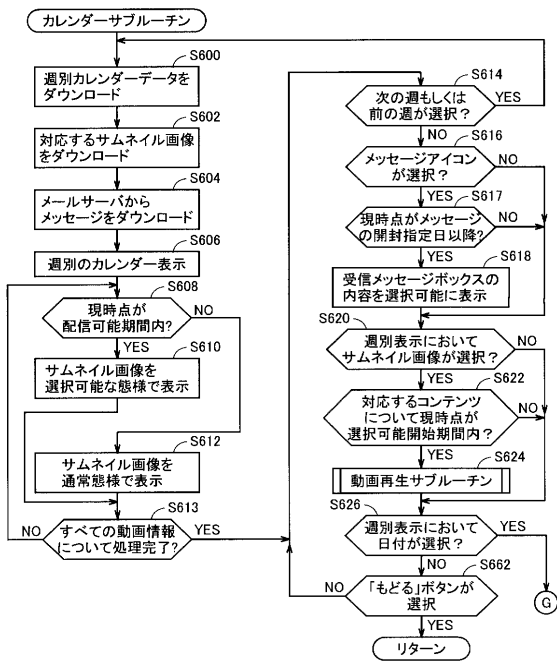 カレンダーサブルーチン
S600
週別カレンダーデータを
ダウンロード
S602
対応するサムネイル画像
をダウンロード
S604
メールサーバから
メッセージをダウンロード
S606
週別のカレンダー表示
S608
現時点が
配信可能期間内?
NO
YES
S610
サムネイル画像を
選択可能な態様で表示
S612
サムネイル画像を
通常態様で表示
S613
すべての動画情報
について処理完了?
NO
YES
S614
次の週もしくは
前の週が選択?
YES
NO
S616
メッセージアイコン
が選択?
NO
YES
S617
現時点がメッセージ
の開封指定日以降?
NO
YES
S618
受信メッセージボックスの
内容を選択可能に表示
S620
週別表示において
サムネイル画像が選択?
NO
YES
S622
対応するコンテンツ
について現時点が
選択可能開始期間内?
NO
YES
S624
動画再生サブルーチン
S626
週別表示において
日付が選択?
YES
NO
S662
「もどる」ボタンが
選択
NO
YES
G
リターン